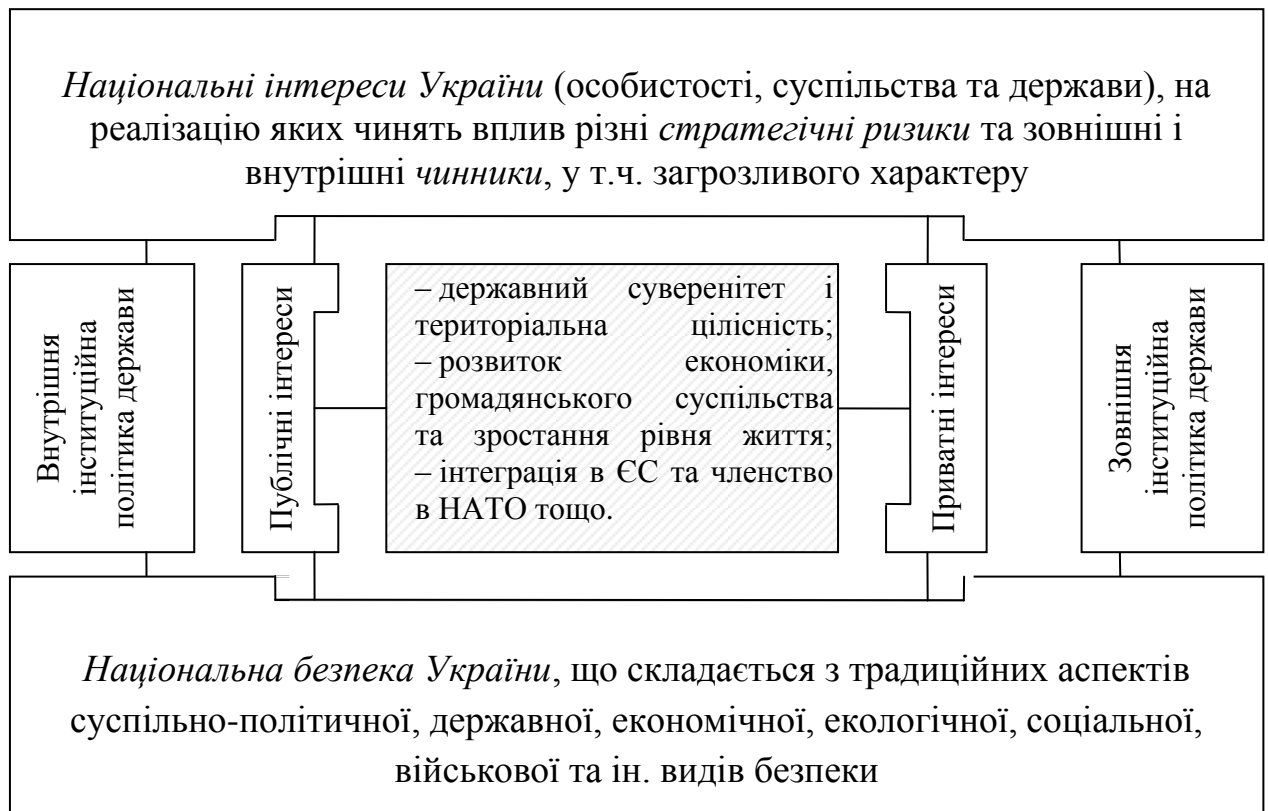 Національні інтереси України (особистості, суспільства та держави), на
реалізацію яких чинять вплив різні стратегічні ризики та зовнішні і
внутрішні чинники, у т.ч. загрозливого характеру
Внутрішня
інституційна
політика держави
Публічні інтереси
– державний суверенітет і
територіальна цілісність;
– розвиток економіки,
громадянського суспільства
та зростання рівня життя;
– інтеграція в ЄС та членство
в НАТО тощо.
Приватні інтереси
Зовнішня
інституційна
політика держави
Національна безпека України, що складається з традиційних аспектів
суспільно-політичної, державної, економічної, екологічної, соціальної,
військової та ін. видів безпеки